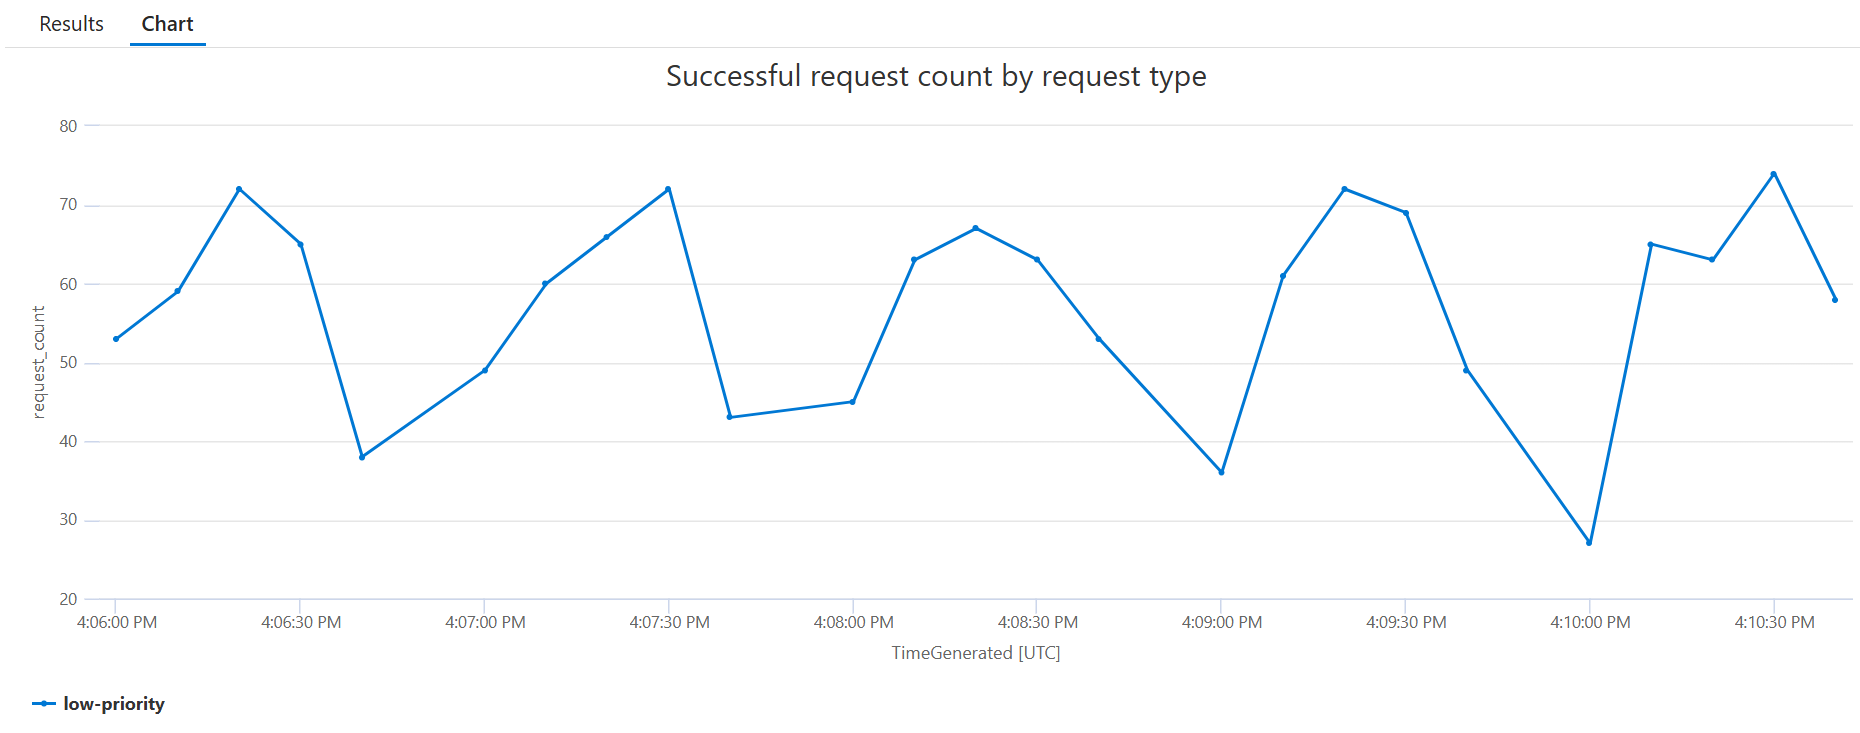 Results Chart
Successful request count by request type
80
70
60
50
40
30
20
request_count
4:06:00 PM 4:06:30 PM 4:07:00 PM 4:07:30 PM 4:08:00 PM 4:08:30 PM 4:09:00 PM 4:09:30 PM 4:10:00 PM 4:10:30 PM
TimeGenerated [UTC]
low-priority